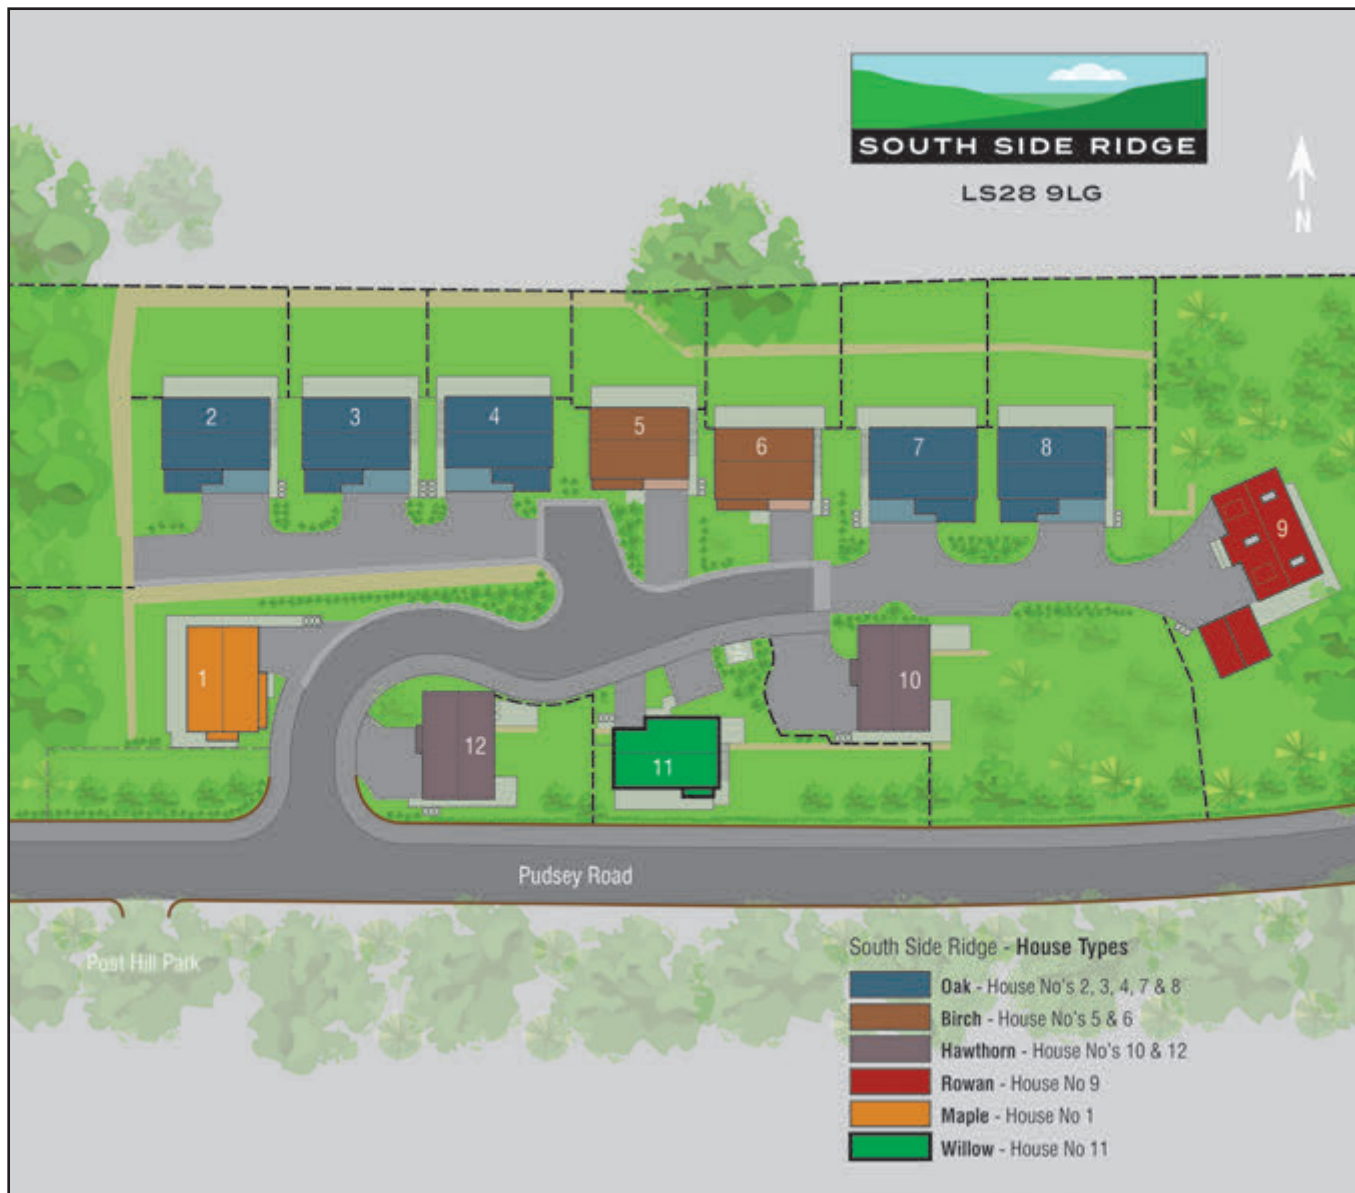 SOUTH SIDE RIDGE
LS28 9LG
N
2
3
4
5
6
7
8
9
1
10
12
11
Pudsey Road
Post Hill Park
South Side Ridge - House Types
Oak - House No's 2, 3, 4, 7 & 8
Birch - House No's 5 & 6
Hawthorn - House No's 10 & 12
Rowan - House No 9
Maple - House No 1
Willow - House No 11